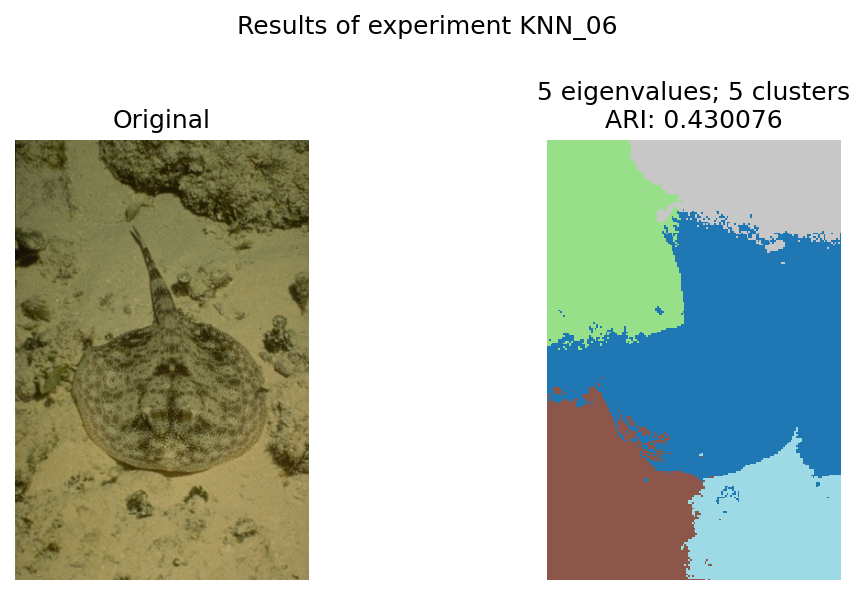 Results of experiment KNN_06
Original
5 eigenvalues; 5 clusters
ARI: 0.430076